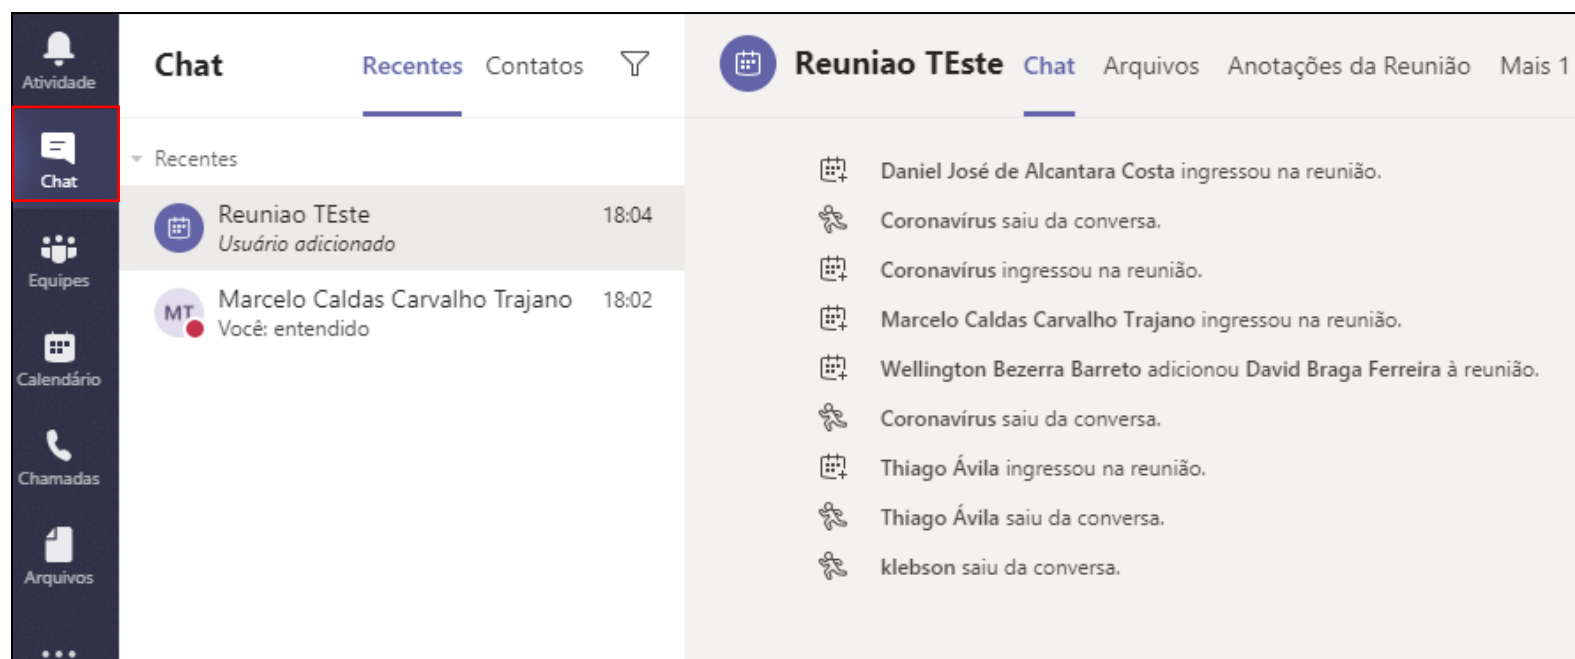 Atividade
Chat
Equipes
Calendário
Chamadas
Arquivos
Chat Recentes Contatos
Recentes
Reuniao TEste 18:04
Usuário adicionado
MT Marcelo Caldas Carvalho Trajano 18:02
Você: entendido
Reuniao TEste Chat Arquivos Anotações da Reunião Mais 1
Daniel José de Alcantara Costa ingressou na reunião.
Coronavírus saiu da conversa.
Coronavírus ingressou na reunião.
Marcelo Caldas Carvalho Trajano ingressou na reunião.
Wellington Bezerra Barreto adicionou David Braga Ferreira à reunião.
Coronavírus saiu da conversa.
Thiago Ávila ingressou na reunião.
Thiago Ávila saiu da conversa.
klebson saiu da conversa.